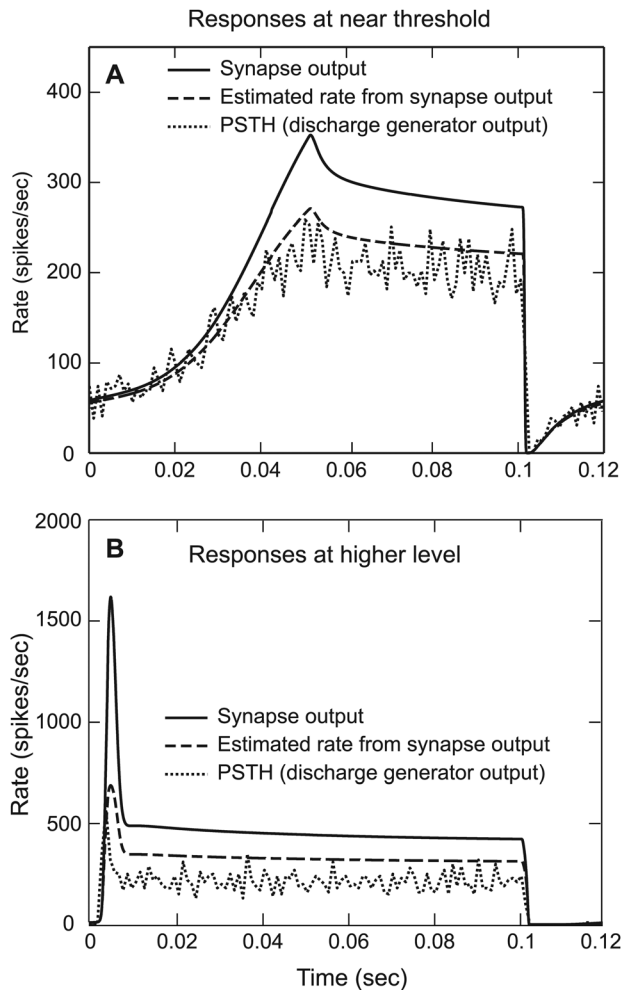 Responses at near threshold
A
Synapse output
Estimated rate from synapse output
PSTH (discharge generator output)
Rate (spikes/sec)
400
300
200
100
0
0 0.02 0.04 0.06 0.08 0.1 0.12
B
Responses at higher level
Synapse output
Estimated rate from synapse output
PSTH (discharge generator output)
Rate (spikes/sec)
2000
1500
1000
500
0
0 0.02 0.04 0.06 0.08 0.1 0.12
Time (sec)